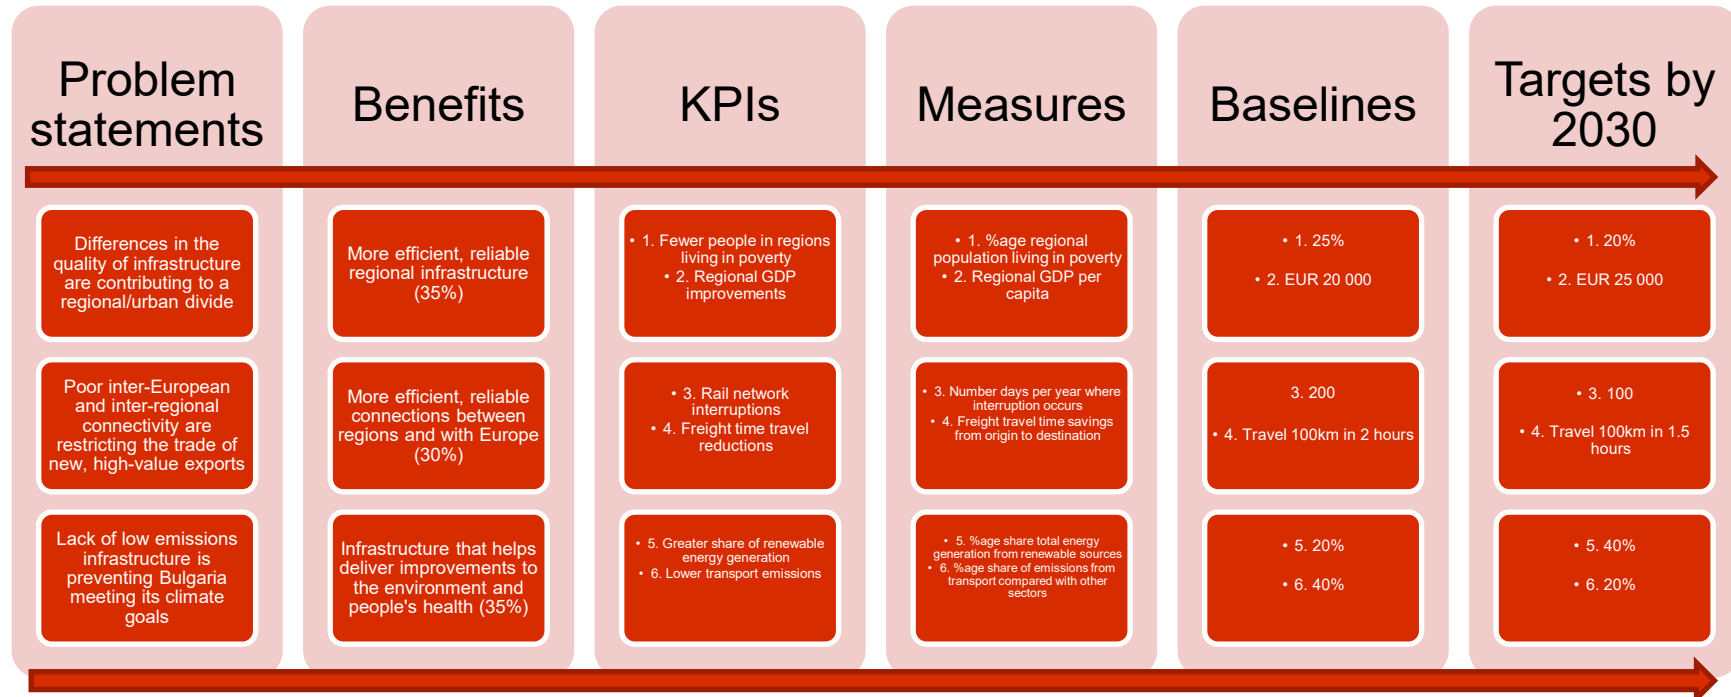 Problem
statements
Benefits
KPIs
Measures
Baselines
Targets by
2030
Differences in the
quality of infrastructure
are contributing to a
regional/urban divide
More efficient, reliable
regional infrastructure
(35%)
• 1. Fewer people in regions
living in poverty
• 2. Regional GDP
improvements
• 1. %age regional
population living in poverty
• 2. Regional GDP per
capita
• 1. 25%
• 2. EUR 20 000
• 1. 20%
• 2. EUR 25 000
Poor inter-European
and inter-regional
connectivity are
restricting the trade of
new, high-value exports
More efficient, reliable
connections between
regions and with Europe
(30%)
• 3. Rail network
interruptions
• 4. Freight time travel
reductions
• 3. Number days per year where
interruption occurs
• 4. Freight travel time savings
from origin to destination
3. 200
• 4. Travel 100km in 2 hours
• 3. 100
• 4. Travel 100km in 1.5
hours
Lack of low emissions
infrastructure is
preventing Bulgaria
meeting its climate
goals
Infrastructure that helps
deliver improvements to
the environment and
people's health (35%)
• 5. Greater share of renewable
energy generation
• 6. Lower transport emissions
• 5. %age share total energy
generation from renewable sources
• 6. %age share of emissions from
transport compared with other
sectors
• 5. 20%
• 6. 40%
• 5. 40%
• 6. 20%